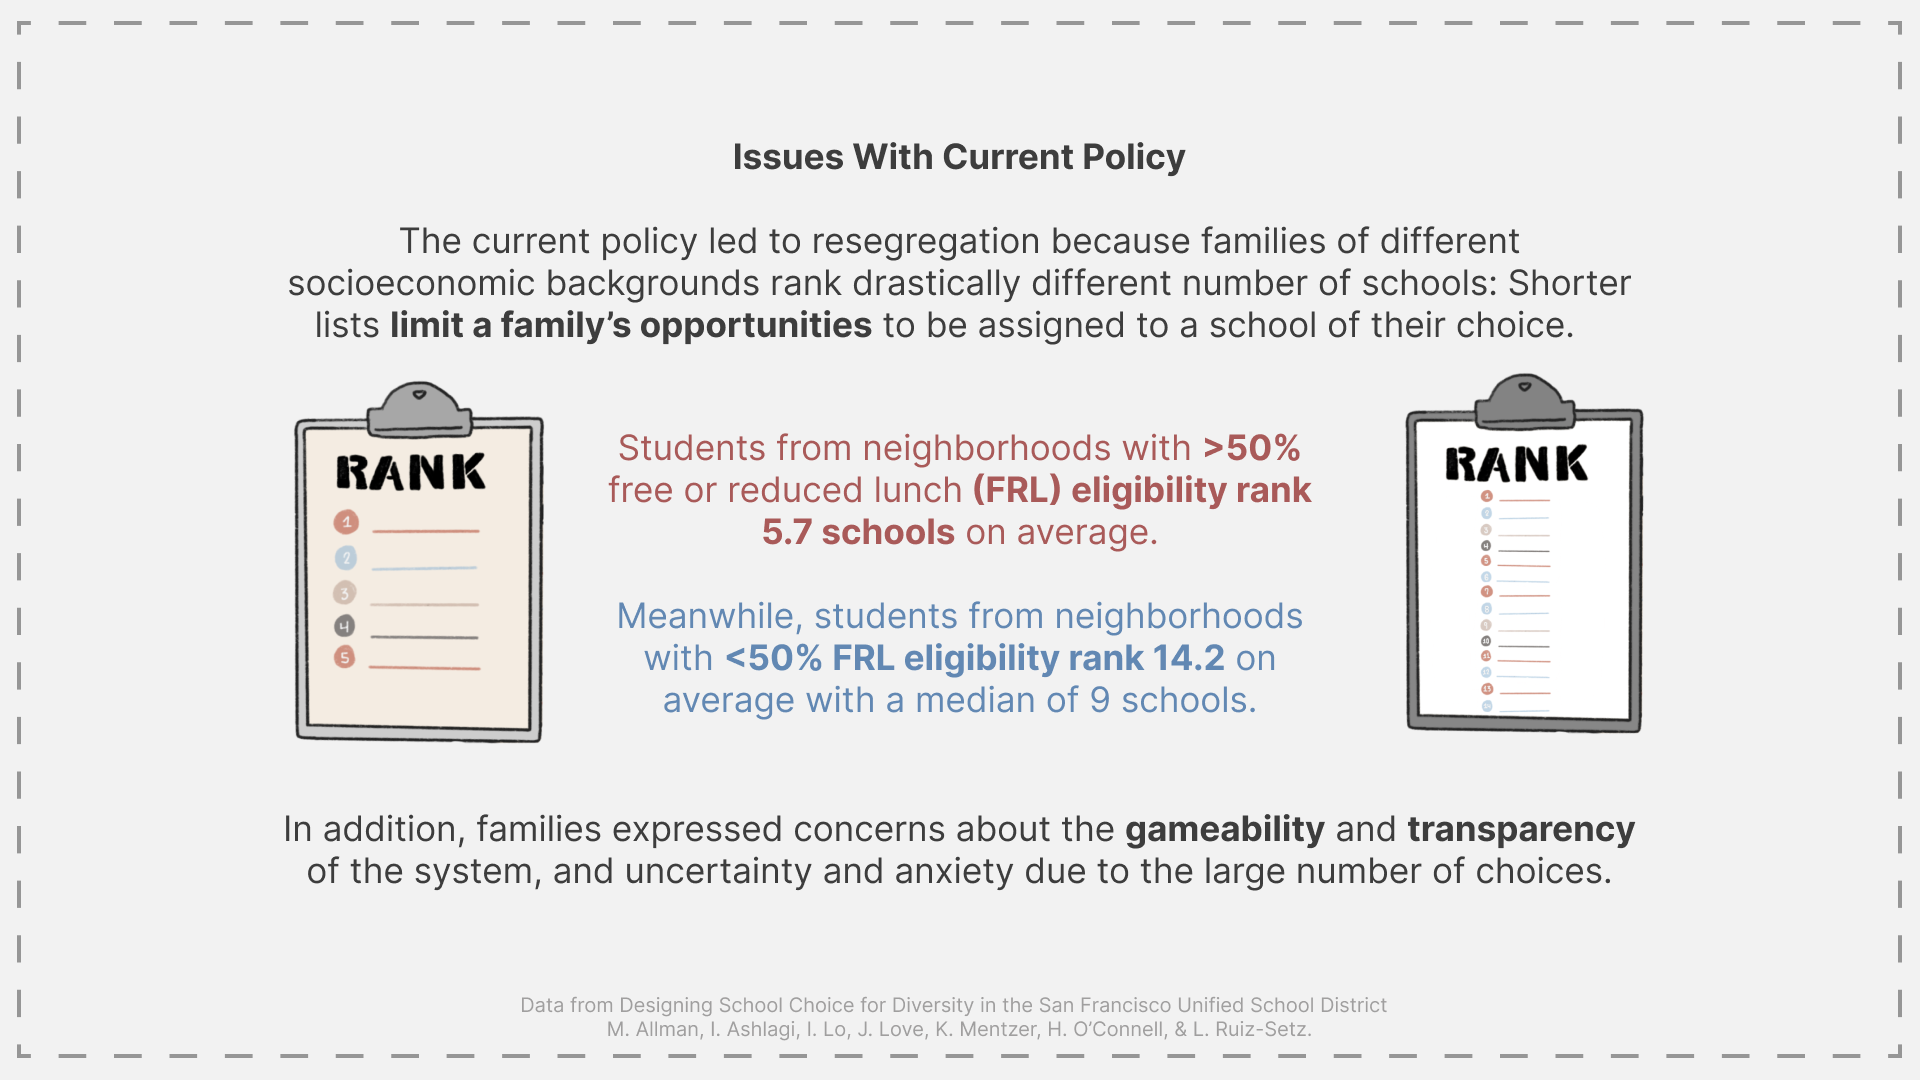 Issues With Current Policy
The current policy led to resegregation because families of different
socioeconomic backgrounds rank drastically different number of schools: Shorter
lists limit a family’s opportunities to be assigned to a school of their choice.
RANK
1
2
3
4
5
Students from neighborhoods with >50%
free or reduced lunch (FRL) eligibility rank
5.7 schools on average.
Meanwhile, students from neighborhoods
with <50% FRL eligibility rank 14.2 on
average with a median of 9 schools.
RANK
1
2
3
4
5
6
7
8
9
10
11
12
13
14
In addition, families expressed concerns about the gameability and transparency
of the system, and uncertainty and anxiety due to the large number of choices.
Data from Designing School Choice for Diversity in the San Francisco Unified School District
M. Allman, I. Ashlagi, I. Lo, J. Love, K. Mentzer, H. O’Connell, & L. Ruiz-Setz.